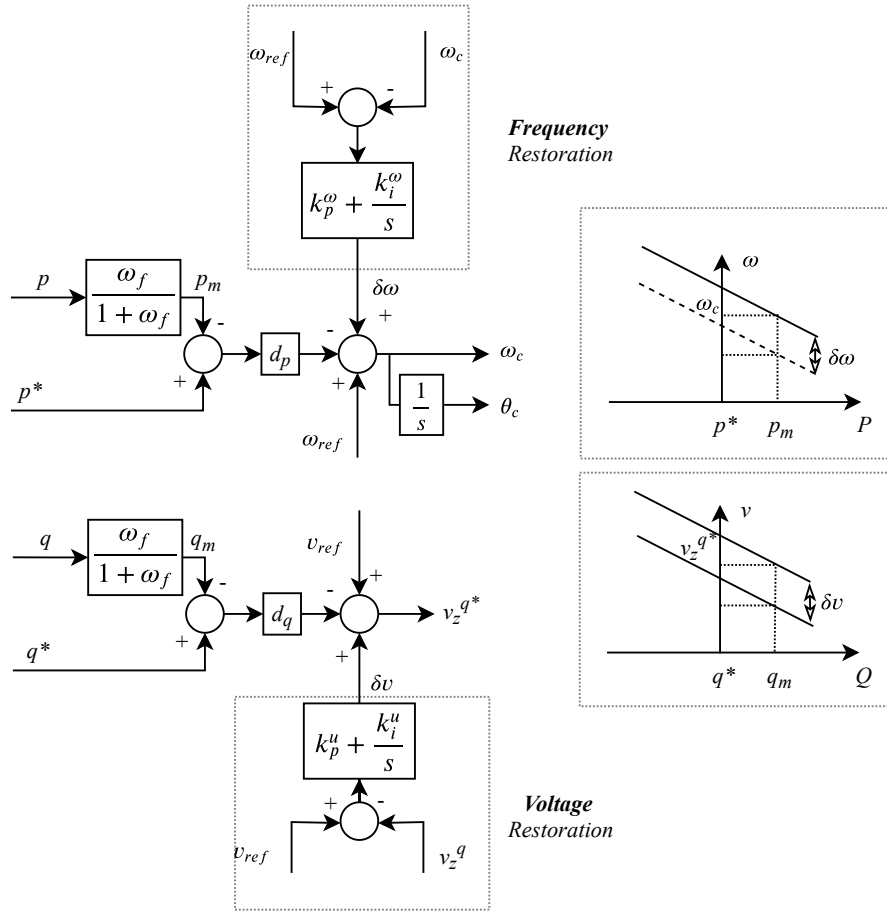 ω_ref ω_c
+ -
Frequency
Restoration
k_p^ω + k_i^ω/s
δω
p
ω_f/(1 + ω_f)
p_m
-
+
p*
d_p
-
+
+
ω_c
1/s
θ_c
ω_ref
ω
ω_c
δω
p* p_m P
q
ω_f/(1 + ω_f)
q_m
-
+
q*
d_q
-
+
+
v_ref
v_z^q*
δv
k_p^u + k_i^u/s
+ -
v_ref v_z^q
Voltage
Restoration
v
v_z^q*
δv
q* q_m Q